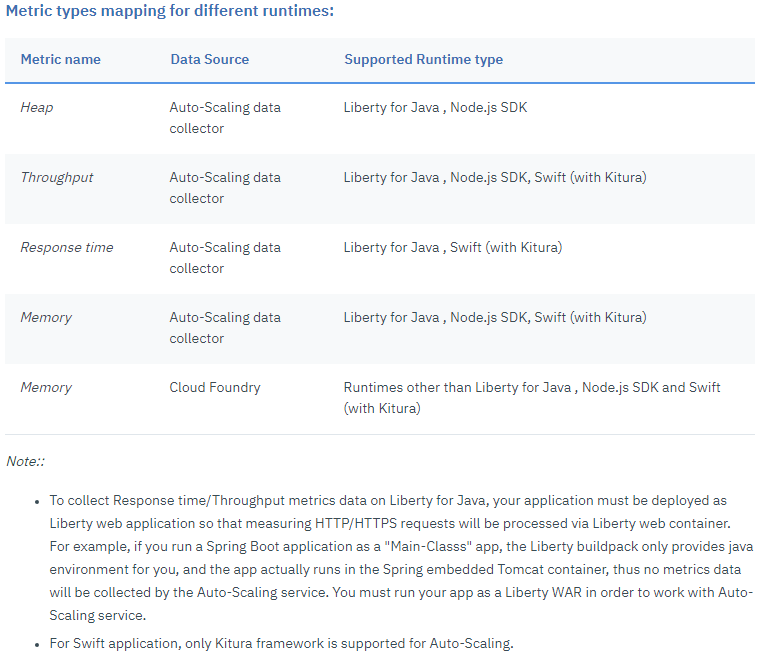 Metric types mapping for different runtimes:
Metric name Data Source Supported Runtime type
Heap Auto-Scaling data collector Liberty for Java , Node.js SDK
Throughput Auto-Scaling data collector Liberty for Java , Node.js SDK, Swift (with Kitura)
Response time Auto-Scaling data collector Liberty for Java , Swift (with Kitura)
Memory Auto-Scaling data collector Liberty for Java , Node.js SDK, Swift (with Kitura)
Memory Cloud Foundry Runtimes other than Liberty for Java , Node.js SDK and Swift (with Kitura)
Note::
• To collect Response time/Throughput metrics data on Liberty for Java, your application must be deployed as
Liberty web application so that measuring HTTP/HTTPS requests will be processed via Liberty web container.
For example, if you run a Spring Boot application as a "Main-Classs" app, the Liberty buildpack only provides java
environment for you, and the app actually runs in the Spring embedded Tomcat container, thus no metrics data
will be collected by the Auto-Scaling service. You must run your app as a Liberty WAR in order to work with Auto-
Scaling service.
• For Swift application, only Kitura framework is supported for Auto-Scaling.